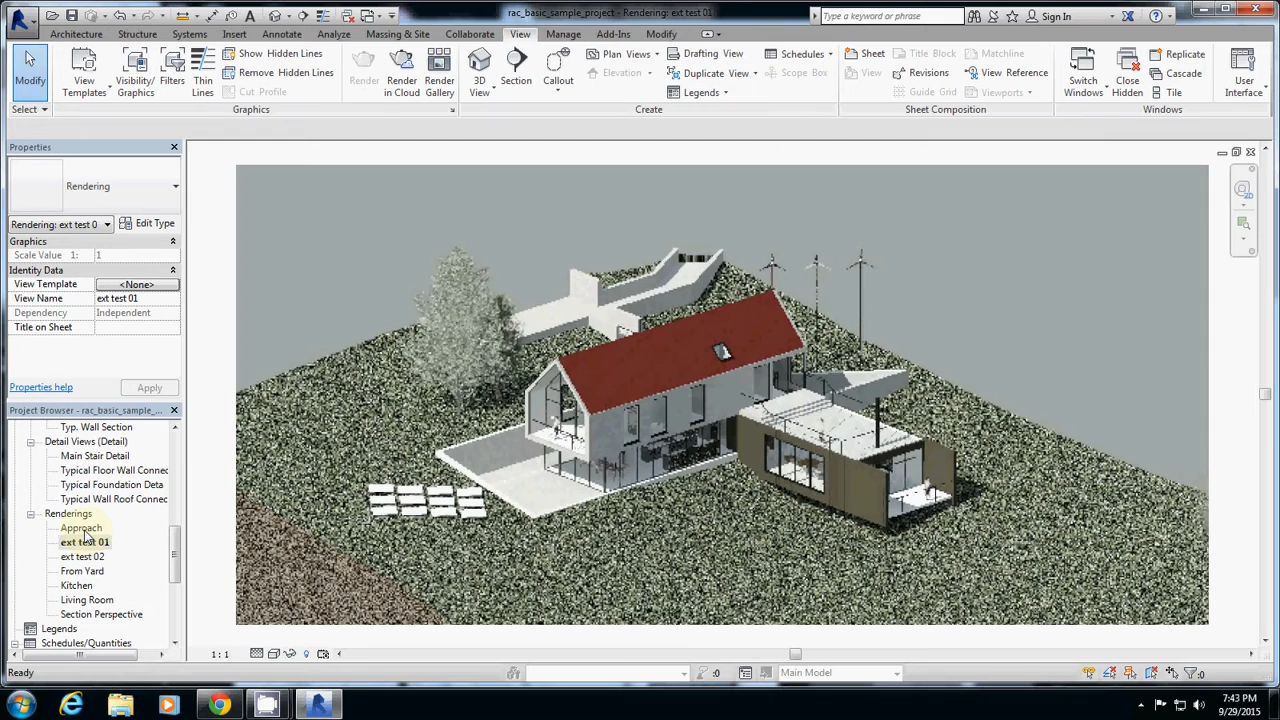 rac_basic_sample_project - Rendering: ext test 01
Type a keyword or phrase
Sign In
Architecture
Structure
Systems
Insert
Annotate
Analyze
Massing & Site
Collaborate
View
Manage
Add-Ins
Modify
Modify
View Templates
Visibility/ Graphics
Filters
Thin Lines
Show Hidden Lines
Remove Hidden Lines
Cut Profile
Render
Render in Cloud
Render Gallery
3D View
Section
Callout
Plan Views
Elevation
Drafting View
Duplicate View
Legends
Schedules
Scope Box
Sheet
View
Title Block
Revisions
Guide Grid
Matchline
View Reference
Viewports
Switch Windows
Close Hidden
Replicate
Cascade
Tile
User Interface
Select
Graphics
Create
Sheet Composition
Windows
Properties
Rendering
Rendering: ext test 0
Edit Type
Graphics
Scale Value 1:
1
Identity Data
View Template
<None>
View Name
ext test 01
Dependency
Independent
Title on Sheet
Properties help
Apply
Project Browser - rac_basic_sample_...
Typ. Wall Section
Detail Views (Detail)
Main Stair Detail
Typical Floor Wall Connec
Typical Foundation Deta
Typical Wall Roof Connec
Renderings
Approach
ext test 01
ext test 02
From Yard
Kitchen
Living Room
Section Perspective
Legends
Schedules/Quantities
1 : 1
Ready
:0
Main Model
:0
7:43 PM
9/29/2015